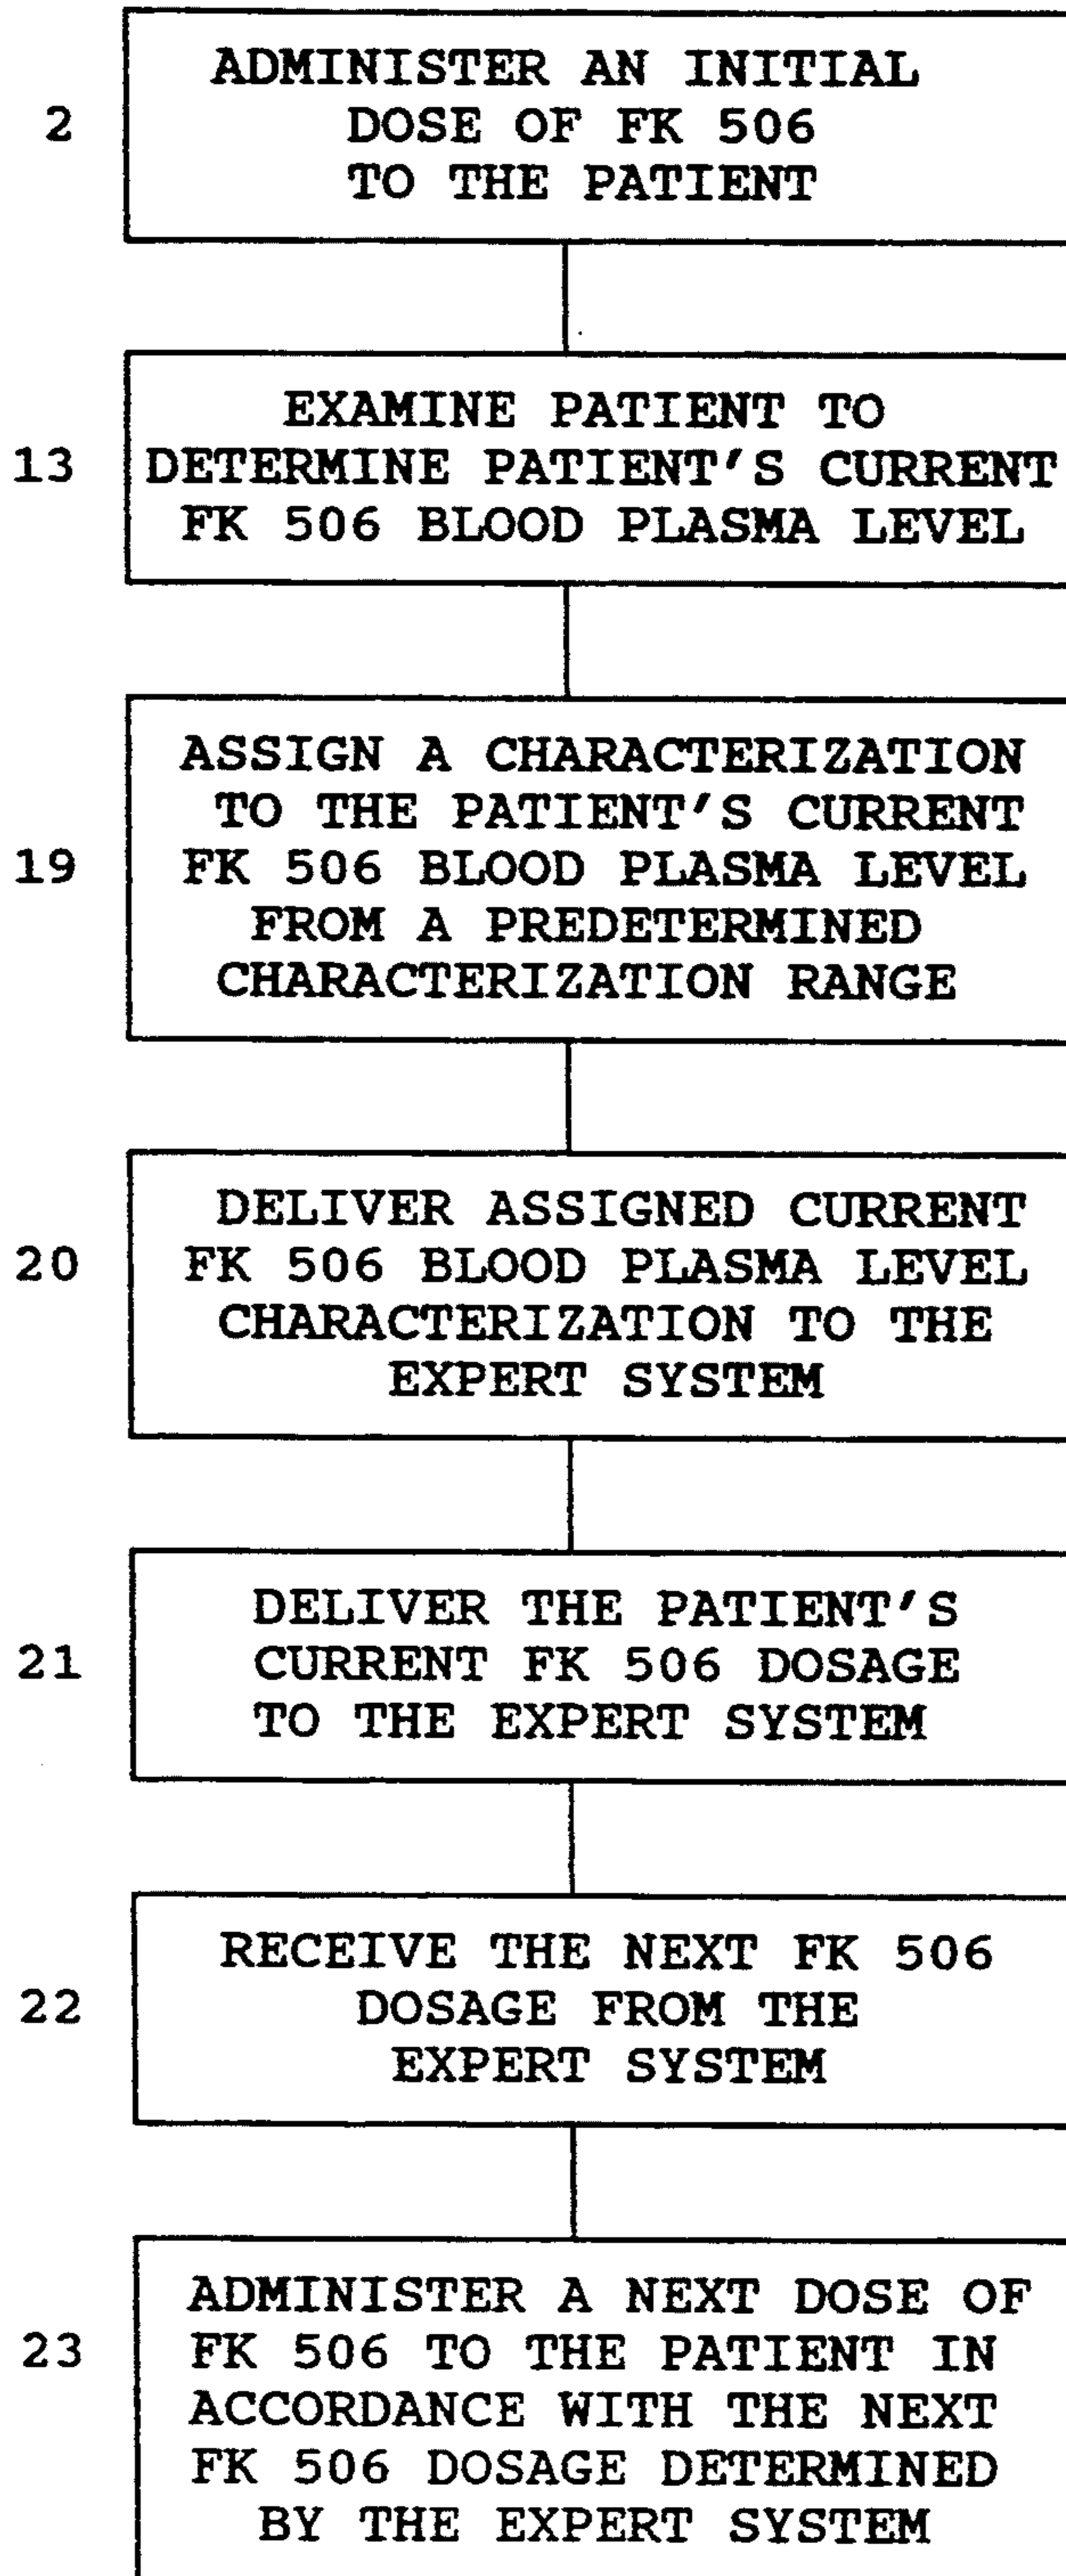 ADMINISTER AN INITIAL
2 DOSE OF FK 506
TO THE PATIENT
EXAMINE PATIENT TO
13 DETERMINE PATIENT'S CURRENT
FK 506 BLOOD PLASMA LEVEL
ASSIGN A CHARACTERIZATION
TO THE PATIENT'S CURRENT
19 FK 506 BLOOD PLASMA LEVEL
FROM A PREDETERMINED
CHARACTERIZATION RANGE
DELIVER ASSIGNED CURRENT
20 FK 506 BLOOD PLASMA LEVEL
CHARACTERIZATION TO THE
EXPERT SYSTEM
DELIVER THE PATIENT'S
21 CURRENT FK 506 DOSAGE
TO THE EXPERT SYSTEM
RECEIVE THE NEXT FK 506
22 DOSAGE FROM THE
EXPERT SYSTEM
ADMINISTER A NEXT DOSE OF
23 FK 506 TO THE PATIENT IN
ACCORDANCE WITH THE NEXT
FK 506 DOSAGE DETERMINED
BY THE EXPERT SYSTEM